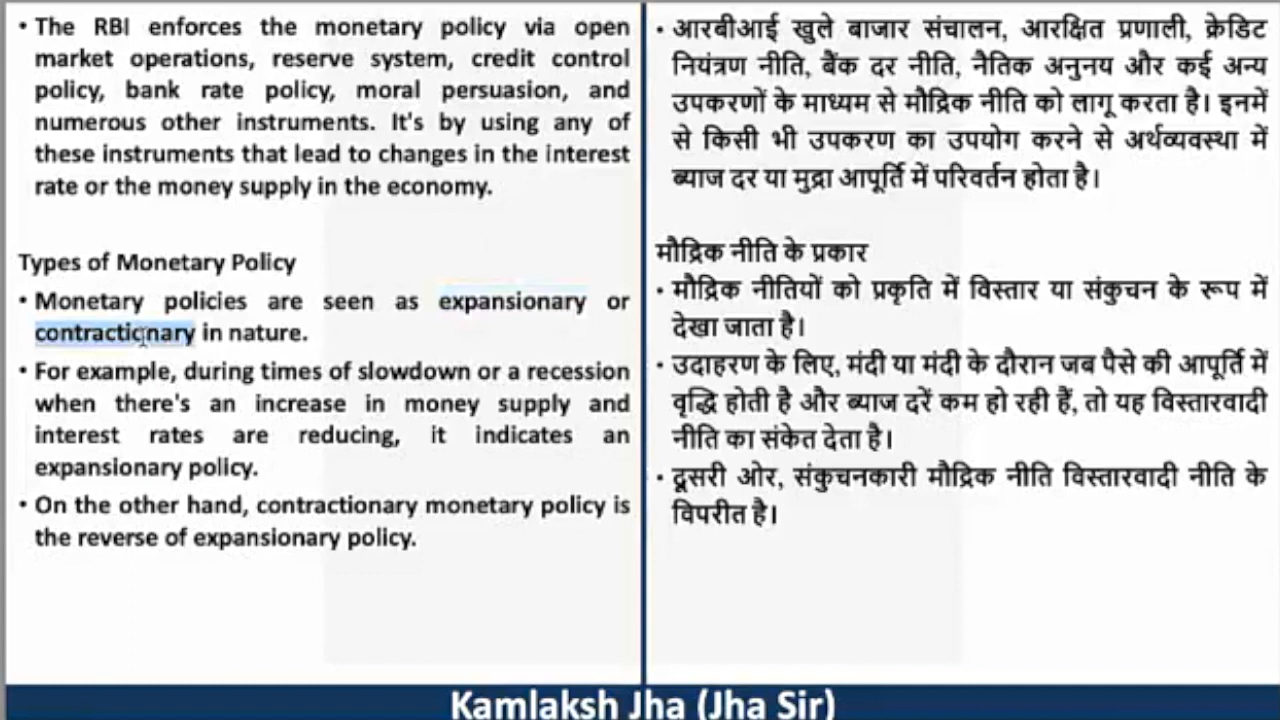 • The RBI enforces the monetary policy via open
market operations, reserve system, credit control
policy, bank rate policy, moral persuasion, and
numerous other instruments. It's by using any of
these instruments that lead to changes in the interest
rate or the money supply in the economy.
Types of Monetary Policy
• Monetary policies are seen as expansionary or
contractionary in nature.
• For example, during times of slowdown or a recession
when there's an increase in money supply and
interest rates are reducing, it indicates an
expansionary policy.
• On the other hand, contractionary monetary policy is
the reverse of expansionary policy.
• आरबीआई खुले बाजार संचालन, आरक्षित प्रणाली, क्रेडिट
नियंत्रण नीति, बैंक दर नीति, नैतिक अनुनय और कई अन्य
उपकरणों के माध्यम से मौद्रिक नीति को लागू करता है। इनमें
से किसी भी उपकरण का उपयोग करने से अर्थव्यवस्था में
ब्याज दर या मुद्रा आपूर्ति में परिवर्तन होता है।
मौद्रिक नीति के प्रकार
• मौद्रिक नीतियों को प्रकृति में विस्तार या संकुचन के रूप में
देखा जाता है।
• उदाहरण के लिए, मंदी या मंदी के दौरान जब पैसे की आपूर्ति में
वृद्धि होती है और ब्याज दरें कम हो रही हैं, तो यह विस्तारवादी
नीति का संकेत देता है।
• दूसरी ओर, संकुचनकारी मौद्रिक नीति विस्तारवादी नीति के
विपरीत है।
Kamlaksh Jha (Jha Sir)